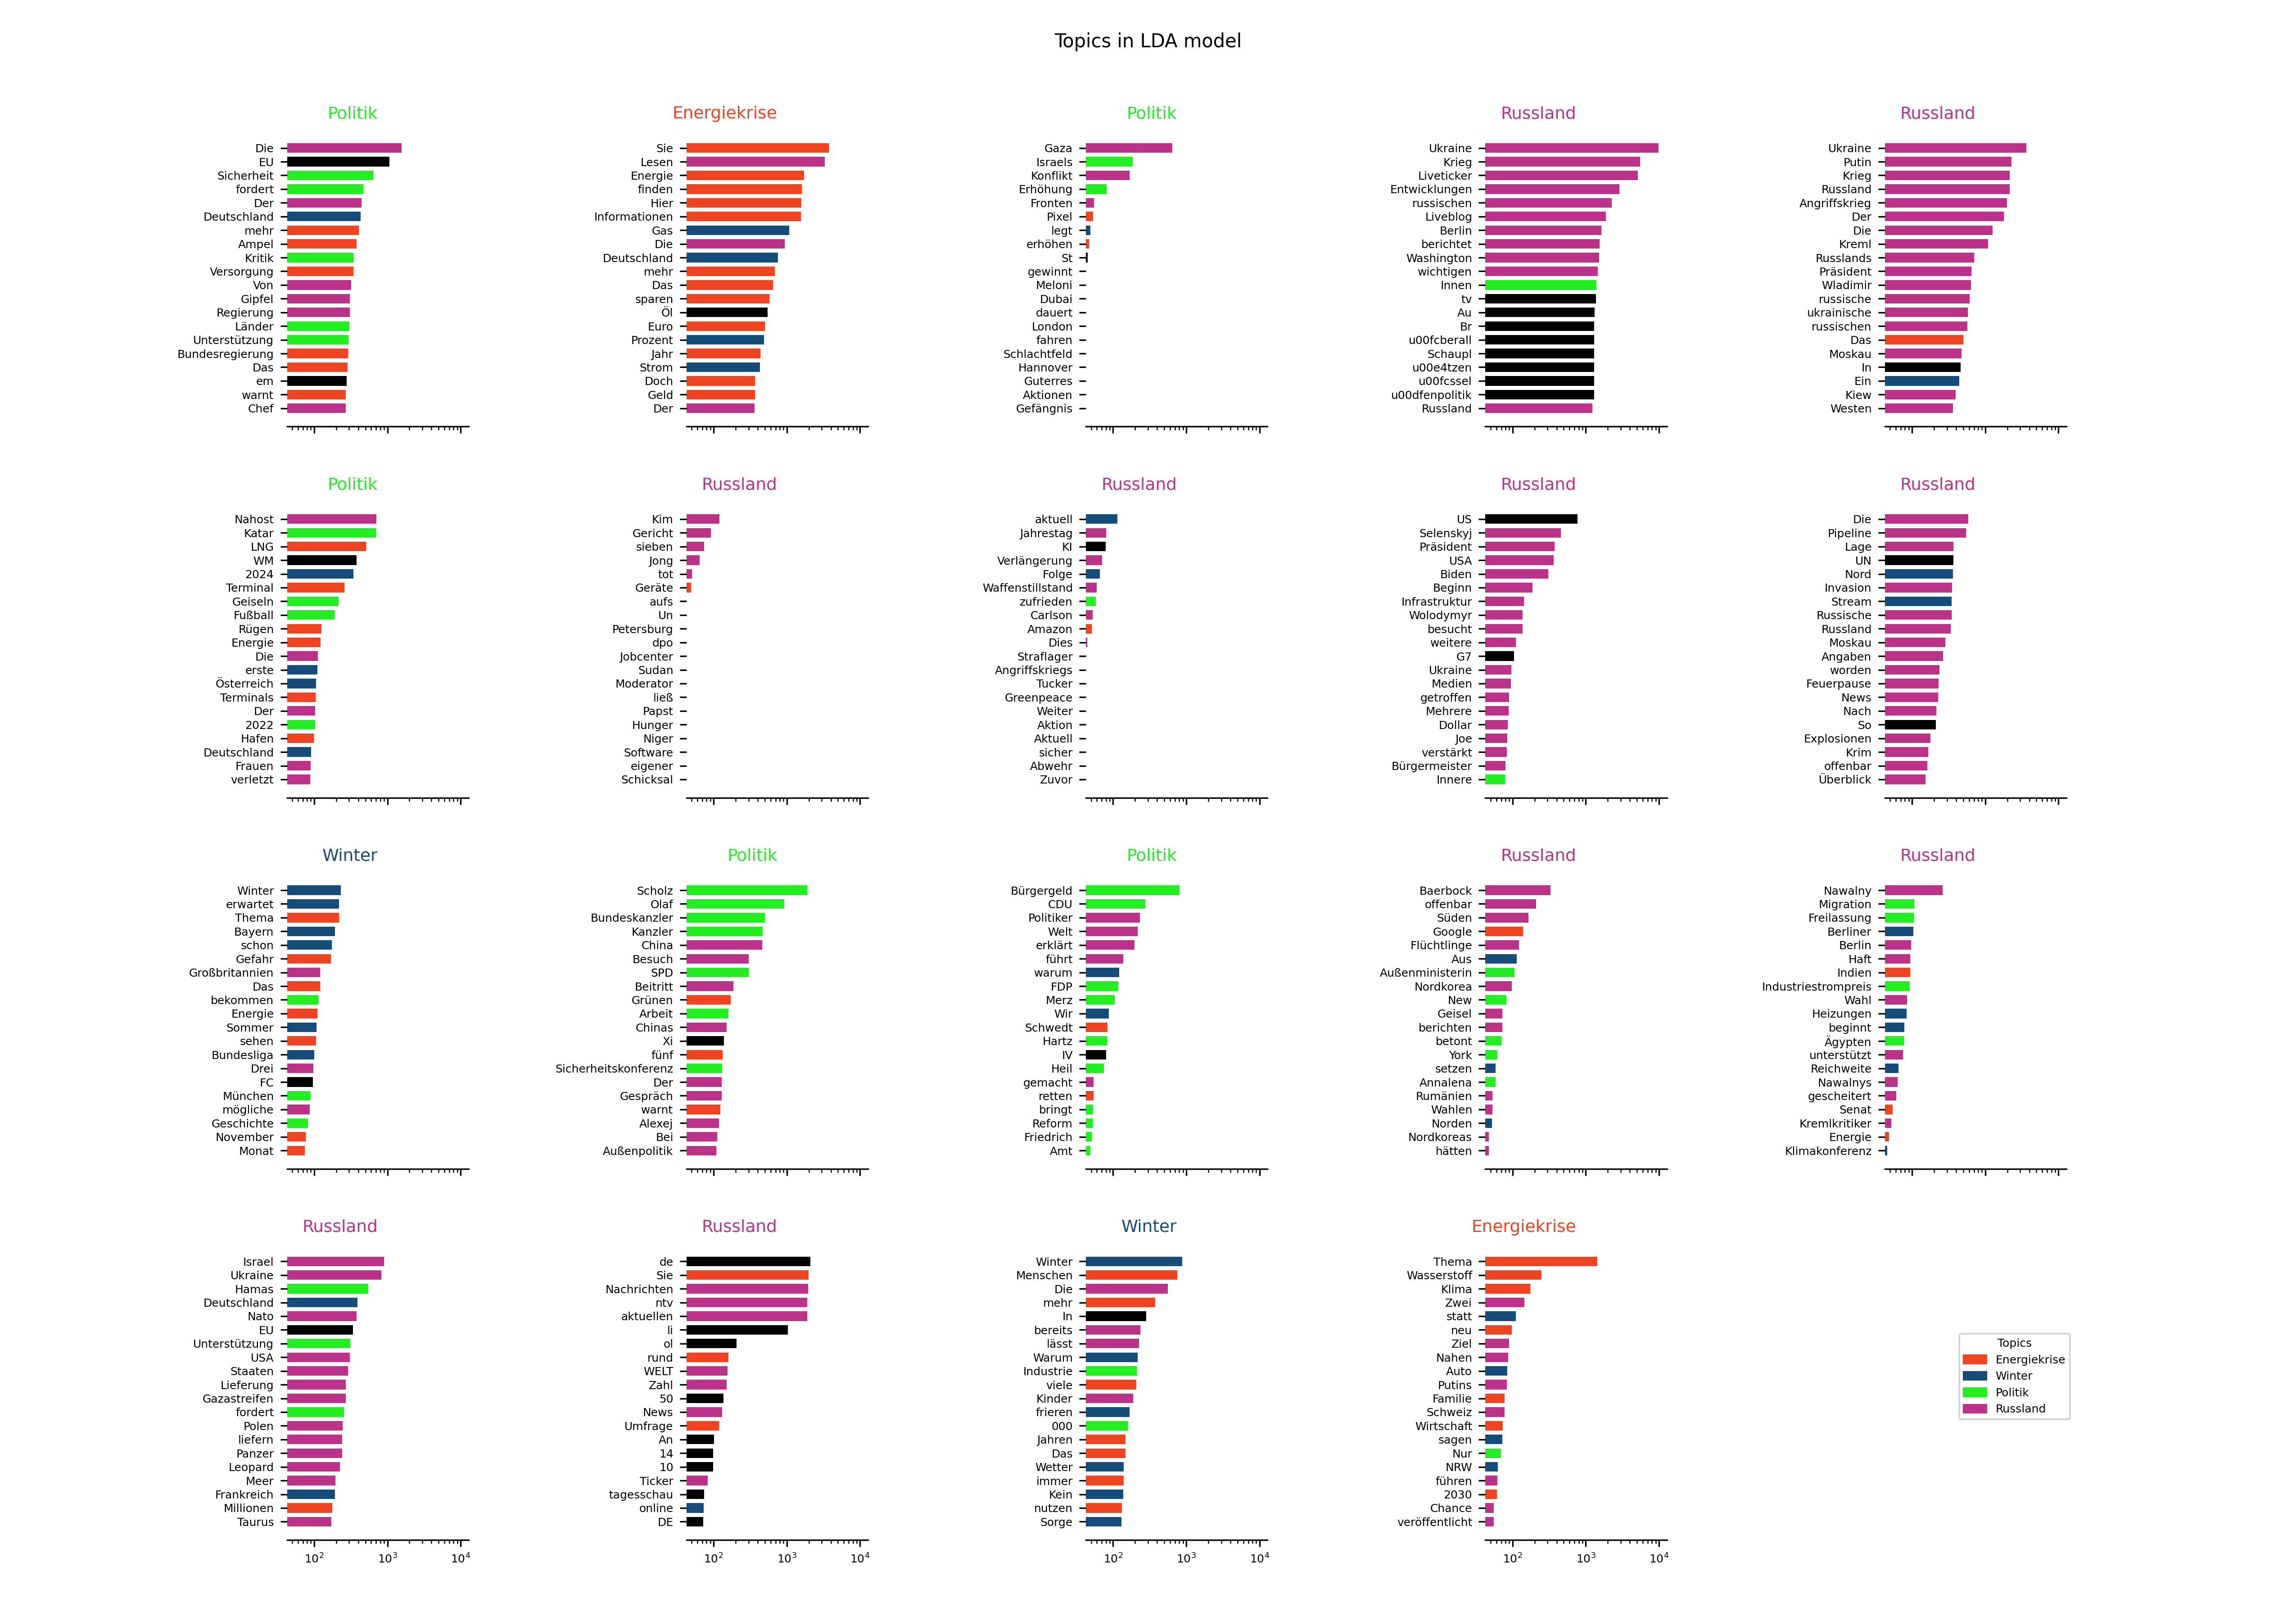 Topics in LDA model
Politik
Die
EU
Sicherheit
fordert
Der
Deutschland
mehr
Ampel
Kritik
Versorgung
Von
Gipfel
Regierung
Länder
Unterstützung
Bundesregierung
Das
em
warnt
Chef
Energiekrise
Sie
Lesen
Energie
finden
Hier
Informationen
Gas
Die
Deutschland
mehr
Das
sparen
Öl
Euro
Prozent
Jahr
Strom
Doch
Geld
Der
Politik
Gaza
Israels
Konflikt
Erhöhung
Fronten
Pixel
legt
erhöhen
St
gewinnt
Meloni
Dubai
dauert
London
fahren
Schlachtfeld
Hannover
Guterres
Aktionen
Gefängnis
Russland
Ukraine
Krieg
Liveticker
Entwicklungen
russischen
Liveblog
Berlin
berichtet
Washington
wichtigen
Innen
tv
Au
Br
u00fcberall
Schaupl
u00e4tzen
u00fcssel
u00dfenpolitik
Russland
Russland
Ukraine
Putin
Krieg
Russland
Angriffskrieg
Der
Die
Kreml
Russlands
Präsident
Wladimir
russische
ukrainische
russischen
Das
Moskau
In
Ein
Kiew
Westen
Politik
Nahost
Katar
LNG
WM
2024
Terminal
Geiseln
Fußball
Rügen
Energie
Die
erste
Österreich
Terminals
Der
2022
Hafen
Deutschland
Frauen
verletzt
Russland
Kim
Gericht
sieben
Jong
tot
Geräte
aufs
Un
Petersburg
dpo
Jobcenter
Sudan
Moderator
ließ
Papst
Hunger
Niger
Software
eigener
Schicksal
Russland
aktuell
Jahrestag
KI
Verlängerung
Folge
Waffenstillstand
zufrieden
Carlson
Amazon
Dies
Straflager
Angriffskriegs
Tucker
Greenpeace
Weiter
Aktion
Aktuell
sicher
Abwehr
Zuvor
Russland
US
Selenskyj
Präsident
USA
Biden
Beginn
Infrastruktur
Wolodymyr
besucht
weitere
G7
Ukraine
Medien
getroffen
Mehrere
Dollar
Joe
verstärkt
Bürgermeister
Innere
Russland
Die
Pipeline
Lage
UN
Nord
Invasion
Stream
Russische
Russland
Moskau
Angaben
worden
Feuerpause
News
Nach
So
Explosionen
Krim
offenbar
Überblick
Winter
Winter
erwartet
Thema
Bayern
schon
Gefahr
Großbritannien
Das
bekommen
Energie
Sommer
sehen
Bundesliga
Drei
FC
München
mögliche
Geschichte
November
Monat
Politik
Scholz
Olaf
Bundeskanzler
Kanzler
China
Besuch
SPD
Beitritt
Grünen
Arbeit
Chinas
Xi
fünf
Sicherheitskonferenz
Der
Gespräch
warnt
Alexej
Bei
Außenpolitik
Politik
Bürgergeld
CDU
Politiker
Welt
erklärt
führt
warum
FDP
Merz
Wir
Schwedt
Hartz
IV
Heil
gemacht
retten
bringt
Reform
Friedrich
Amt
Russland
Baerbock
offenbar
Süden
Google
Flüchtlinge
Aus
Außenministerin
Nordkorea
New
Geisel
berichten
betont
York
setzen
Annalena
Rumänien
Wahlen
Norden
Nordkoreas
hätten
Russland
Nawalny
Migration
Freilassung
Berliner
Berlin
Haft
Indien
Industriestrompreis
Wahl
Heizungen
beginnt
Ägypten
unterstützt
Reichweite
Nawalnys
gescheitert
Senat
Kremlkritiker
Energie
Klimakonferenz
Russland
Israel
Ukraine
Hamas
Deutschland
Nato
EU
Unterstützung
USA
Staaten
Lieferung
Gazastreifen
fordert
Polen
liefern
Panzer
Leopard
Meer
Frankreich
Millionen
Taurus
10² 10³ 10⁴
Russland
de
Sie
Nachrichten
ntv
aktuellen
li
ol
rund
WELT
Zahl
50
News
Umfrage
An
14
10
Ticker
tagesschau
online
DE
10² 10³ 10⁴
Winter
Winter
Menschen
Die
mehr
In
bereits
lässt
Warum
Industrie
viele
Kinder
frieren
000
Jahren
Das
Wetter
immer
Kein
nutzen
Sorge
10² 10³ 10⁴
Energiekrise
Thema
Wasserstoff
Klima
Zwei
statt
neu
Ziel
Nahen
Auto
Putins
Familie
Schweiz
Wirtschaft
sagen
Nur
NRW
führen
2030
Chance
veröffentlicht
10² 10³ 10⁴
Topics
Energiekrise
Winter
Politik
Russland